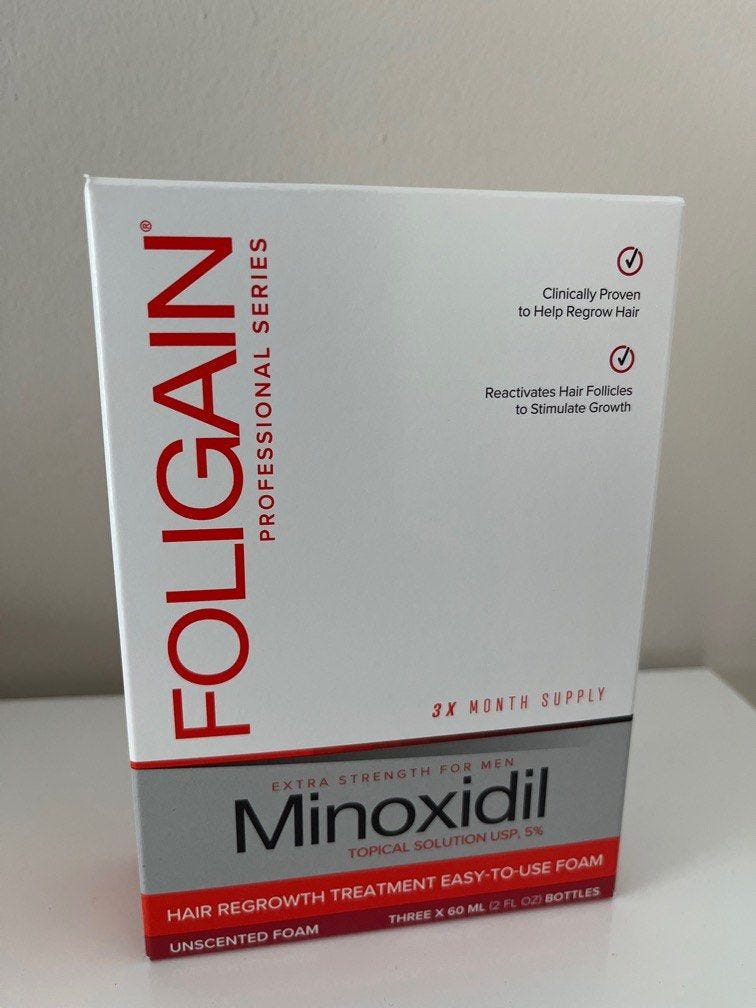 FOLIGAIN®
PROFESSIONAL SERIES
Clinically Proven
to Help Regrow Hair
Reactivates Hair Follicles
to Stimulate Growth
3X MONTH SUPPLY
EXTRA STRENGTH FOR MEN
Minoxidil
TOPICAL SOLUTION USP, 5%
HAIR REGROWTH TREATMENT EASY-TO-USE FOAM
UNSCENTED FOAM
THREE X 60 ML (2 FL OZ) BOTTLES